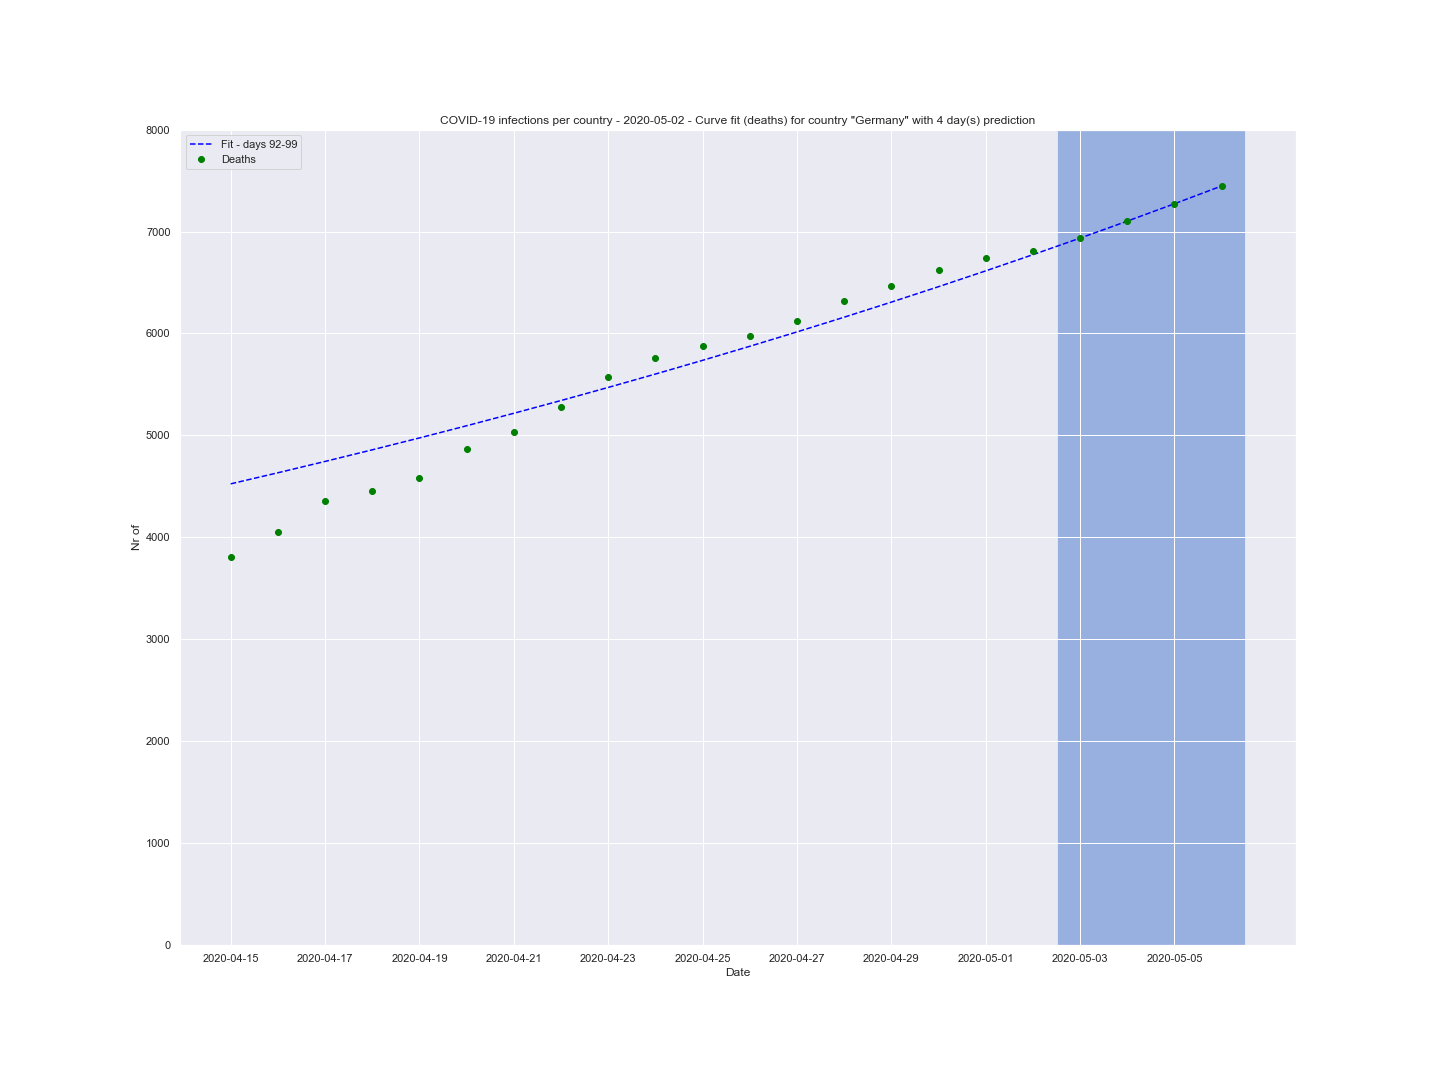 COVID-19 infections per country - 2020-05-02 - Curve fit (deaths) for country "Germany" with 4 day(s) prediction
Fit - days 92-99
Deaths
8000
7000
6000
5000
4000
3000
2000
1000
0
Nr of
2020-04-15 2020-04-17 2020-04-19 2020-04-21 2020-04-23 2020-04-25 2020-04-27 2020-04-29 2020-05-01 2020-05-03 2020-05-05
Date